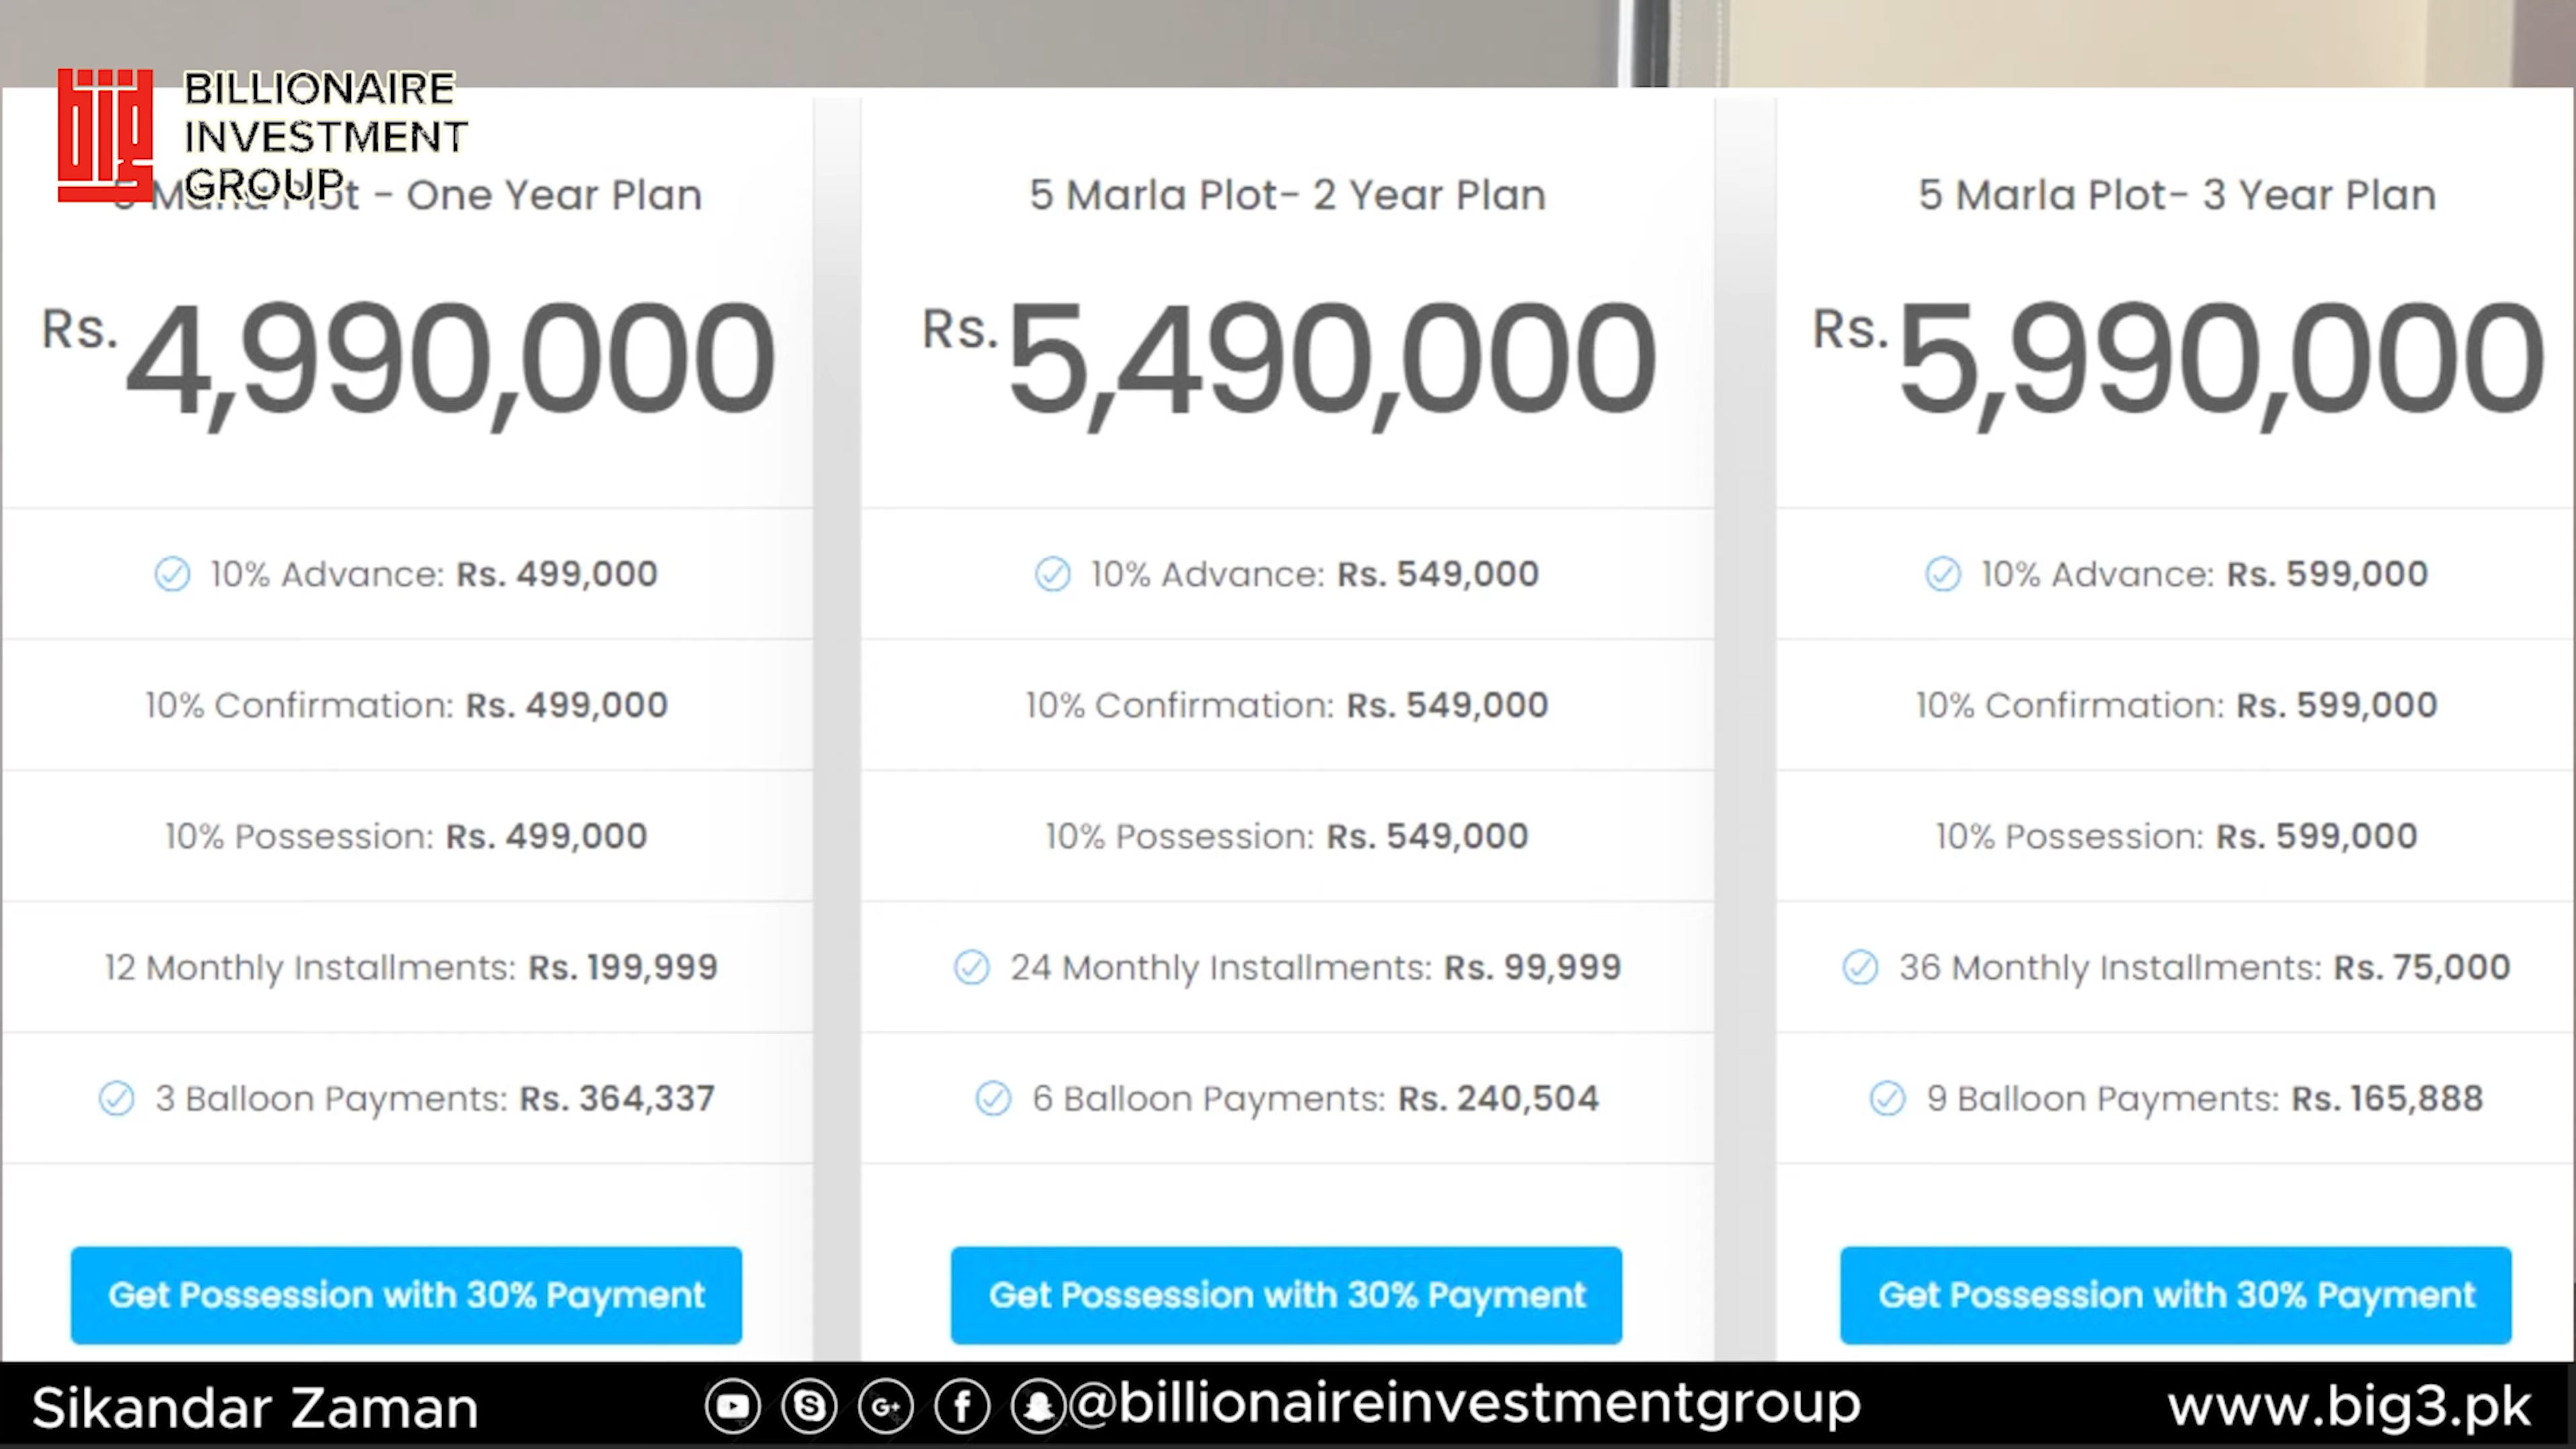 BILLIONAIRE
INVESTMENT
GROUP
5 Marla Plot - One Year Plan
Rs. 4,990,000
10% Advance: Rs. 499,000
10% Confirmation: Rs. 499,000
10% Possession: Rs. 499,000
12 Monthly Installments: Rs. 199,999
3 Balloon Payments: Rs. 364,337
Get Possession with 30% Payment
5 Marla Plot- 2 Year Plan
Rs. 5,490,000
10% Advance: Rs. 549,000
10% Confirmation: Rs. 549,000
10% Possession: Rs. 549,000
24 Monthly Installments: Rs. 99,999
6 Balloon Payments: Rs. 240,504
Get Possession with 30% Payment
5 Marla Plot- 3 Year Plan
Rs. 5,990,000
10% Advance: Rs. 599,000
10% Confirmation: Rs. 599,000
10% Possession: Rs. 599,000
36 Monthly Installments: Rs. 75,000
9 Balloon Payments: Rs. 165,888
Get Possession with 30% Payment
Sikandar Zaman
@billionaireinvestmentgroup
www.big3.pk